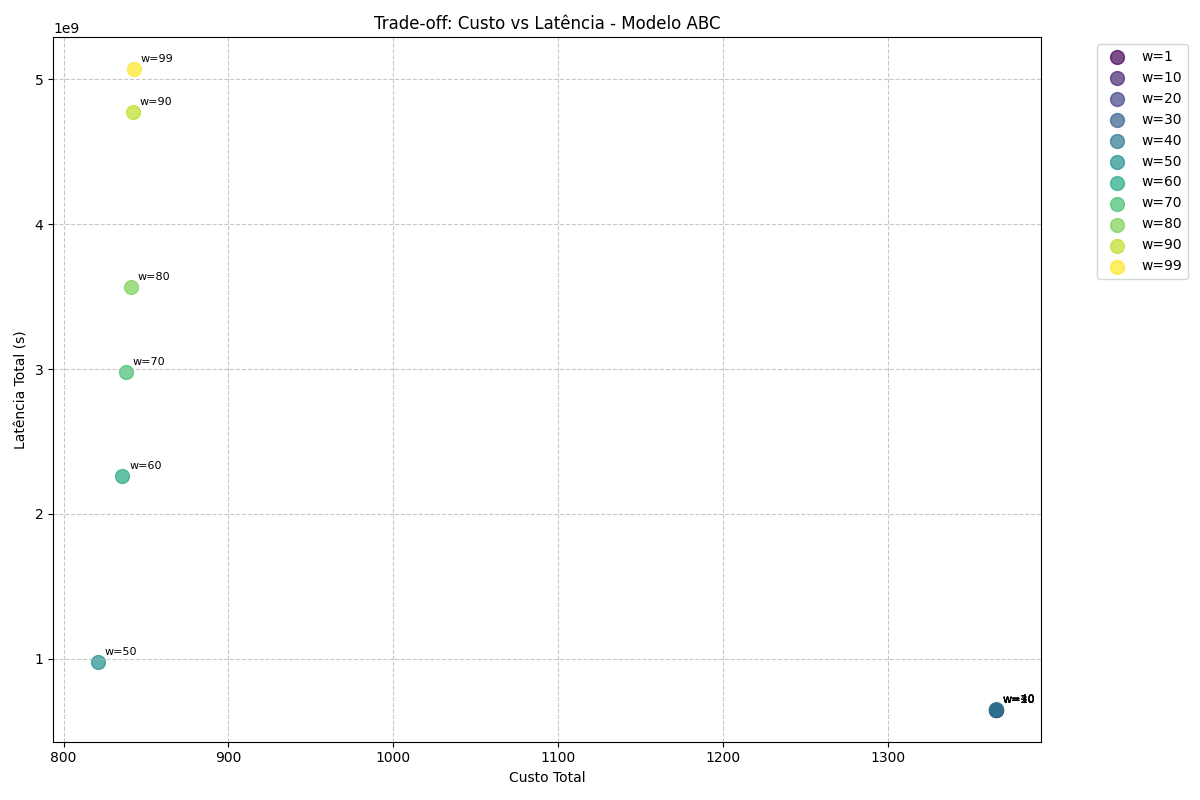 Trade-off: Custo vs Latência - Modelo ABC
1e9
5
4
3
2
1
Latência Total (s)
w=99
w=90
w=80
w=70
w=60
w=50
800
900
1000
1100
1200
1300
Custo Total
w=1
w=10
w=20
w=30
w=40
w=50
w=60
w=70
w=80
w=90
w=99